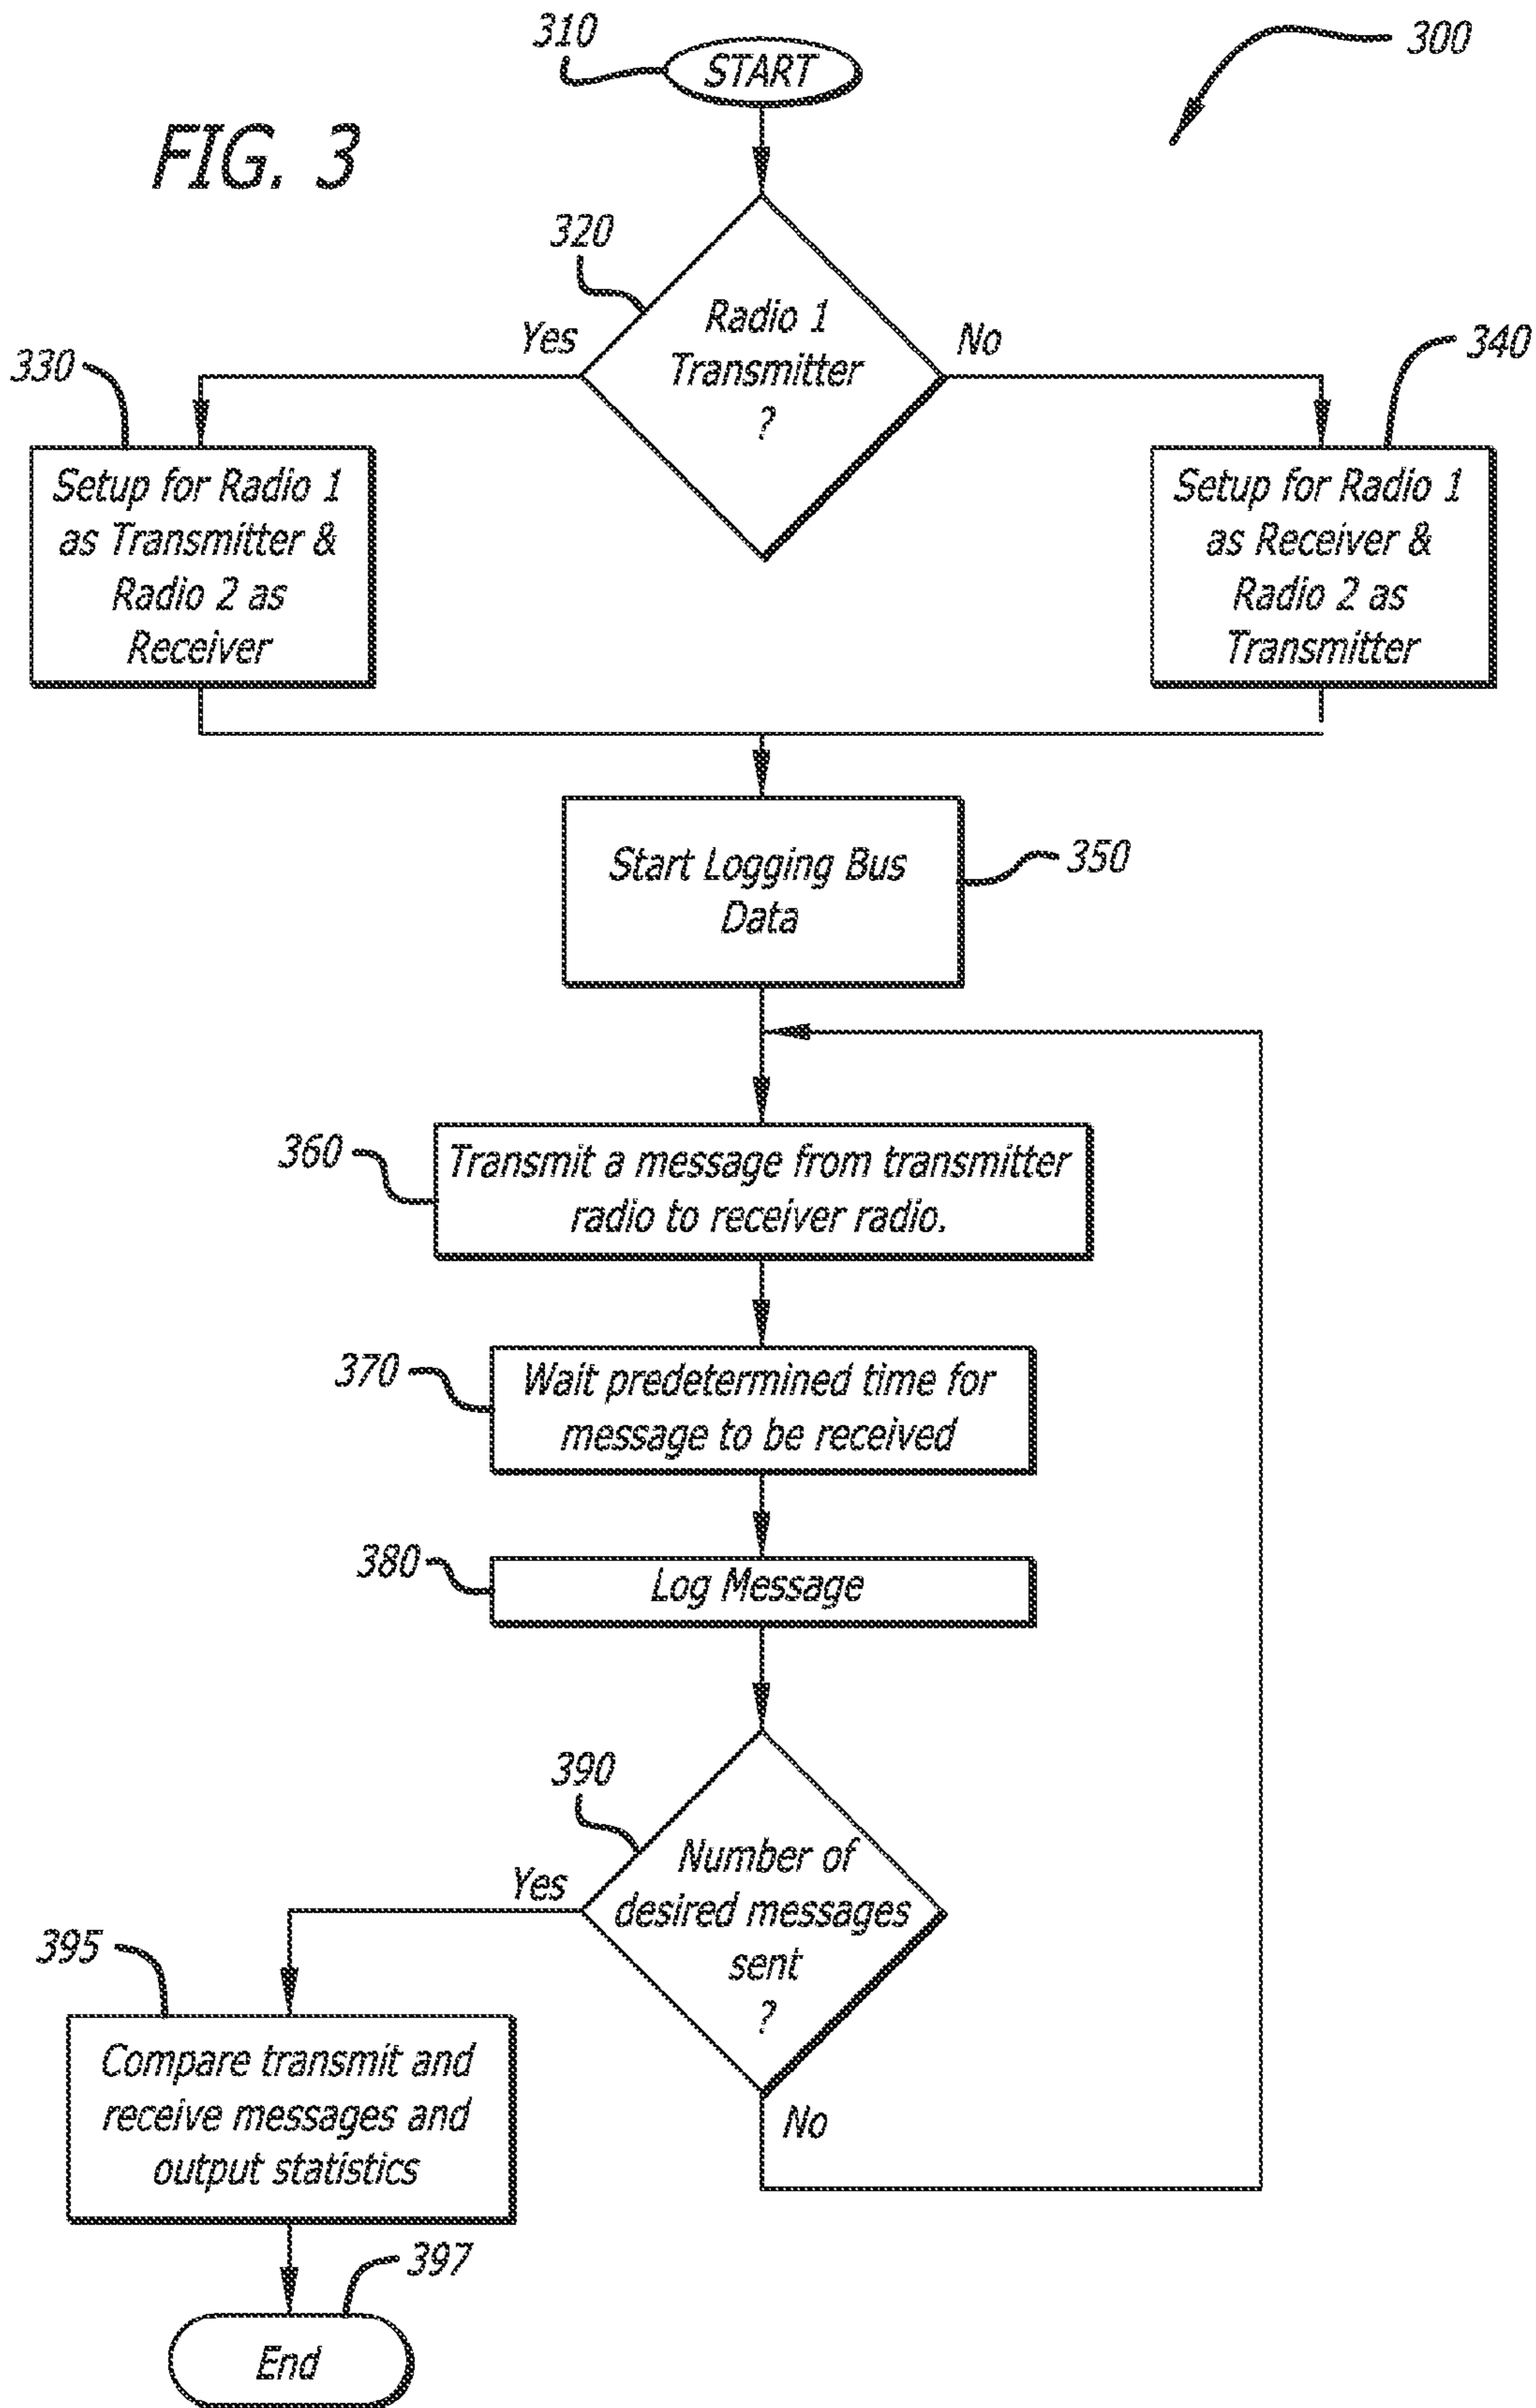 310
START
300
FIG. 3
320
Radio 1
Transmitter
?
Yes
No
330
340
Setup for Radio 1
as Transmitter &
Radio 2 as
Receiver
Setup for Radio 1
as Receiver &
Radio 2 as
Transmitter
Start Logging Bus
Data
350
360
Transmit a message from transmitter
radio to receiver radio.
370
Wait predetermined time for
message to be received
380
Log Message
390
Number of
desired messages
sent
?
Yes
No
395
Compare transmit and
receive messages and
output statistics
397
End